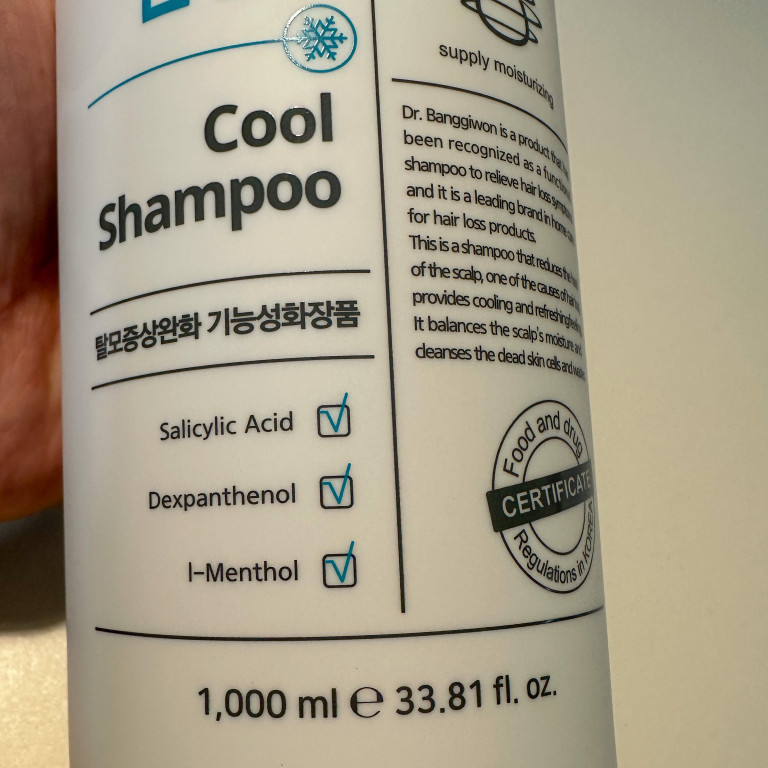 Cool
Shampoo
탈모증상완화 기능성화장품
Salicylic Acid
Dexpanthenol
l-Menthol
supply moisturizing
Dr. Banggiwon is a product that
been recognized as a
shampoo to relieve hair loss
and it is a leading brand in
for hair loss products.
This is a shampoo that reduces the
of the scalp, one of the causes of
provides cooling and refreshing
It balances the scalp's moisture and
cleanses the dead skin cells and
Food and drug
CERTIFICATE
Regulations in KOREA
1,000 ml ℮ 33.81 fl. oz.